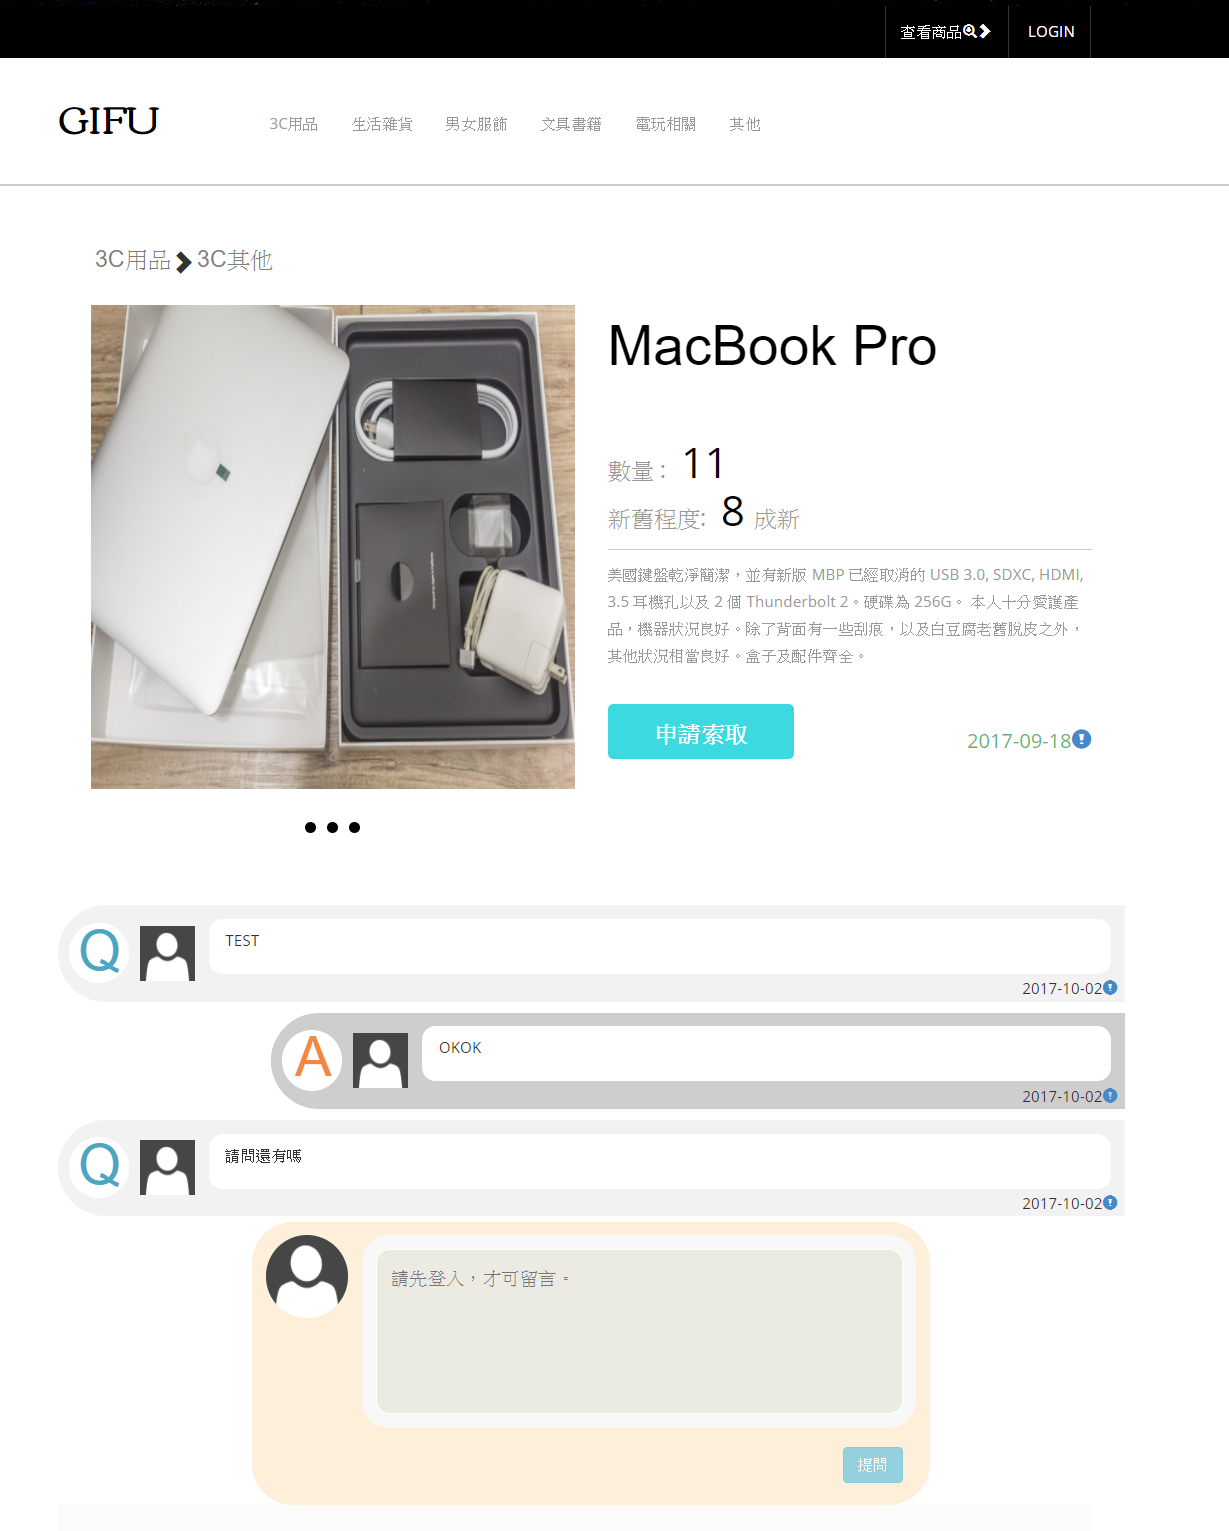 查看商品
LOGIN
GIFU
3C用品
生活雜貨
男女服飾
文具書籍
電玩相關
其他
3C用品
3C其他
MacBook Pro
數量 : 11
新舊程度: 8 成新
美國鍵盤乾淨簡潔，並有新版 MBP 已經取消的 USB 3.0, SDXC, HDMI,
3.5 耳機孔以及 2 個 Thunderbolt 2。硬碟為 256G。 本人十分愛護產
品，機器狀況良好。除了背面有一些刮痕，以及白豆腐老舊脫皮之外，
其他狀況相當良好。盒子及配件齊全。
申請索取
2017-09-18
Q
TEST
2017-10-02
A
OKOK
2017-10-02
Q
請問還有嗎
2017-10-02
請先登入，才可留言。
提問